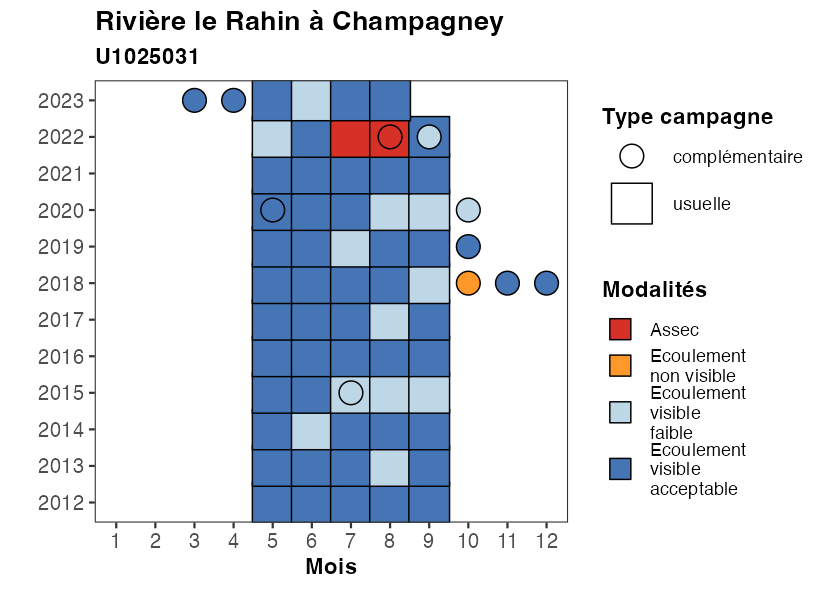 Rivière le Rahin à Champagney
U1025031
2023
2022
2021
2020
2019
2018
2017
2016
2015
2014
2013
2012
1 2 3 4 5 6 7 8 9 10 11 12
Mois
Type campagne
complémentaire
usuelle
Modalités
Assec
Ecoulement
non visible
Ecoulement
visible
faible
Ecoulement
visible
acceptable